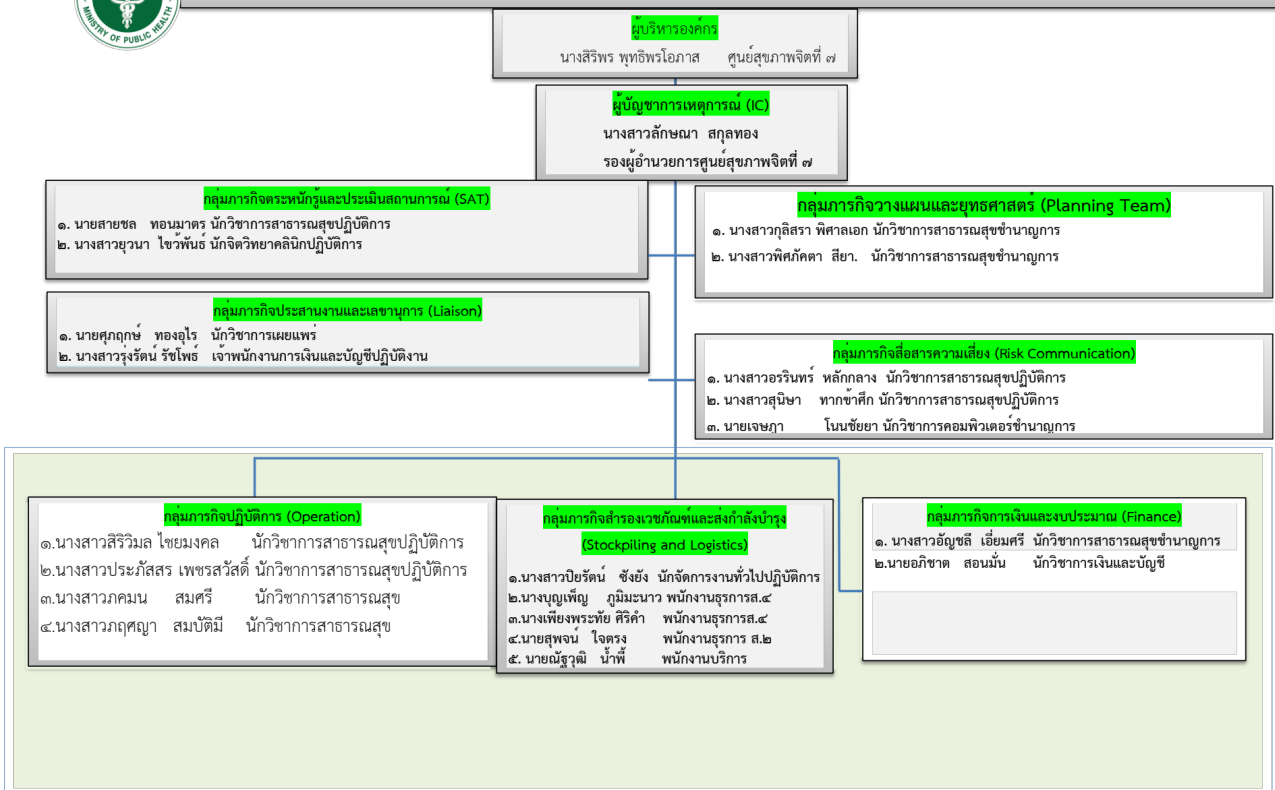 MINISTRY OF PUBLIC HEALTH
ผู้บริหารองค์กร
นางสิริพร พุทธิพรโอภาส ศูนย์สุขภาพจิตที่ ๗
ผู้บัญชาการเหตุการณ์ (IC)
นางสาวลักษณา สกุลทอง
รองผู้อำนวยการศูนย์สุขภาพจิตที่ ๗
กลุ่มภารกิจตระหนักรู้และประเมินสถานการณ์ (SAT)
๑. นายสายชล ทอนมาตร นักวิชาการสาธารณสุขปฏิบัติการ
๒. นางสาวยุวนา ไขว้พันธ์ นักจิตวิทยาคลินิกปฏิบัติการ
กลุ่มภารกิจวางแผนและยุทธศาสตร์ (Planning Team)
๑. นางสาวกุลิสรา พิศาลเอก นักวิชาการสาธารณสุขชำนาญการ
๒. นางสาวพิศภัคตา สียา. นักวิชาการสาธารณสุขชำนาญการ
กลุ่มภารกิจประสานงานและเลขานุการ (Liaison)
๑. นายศุภฤกษ์ ทองอุไร นักวิชาการเผยแพร่
๒. นางสาวรุ่งรัตน์ รัชโพธ์ เจ้าพนักงานการเงินและบัญชีปฏิบัติงาน
กลุ่มภารกิจสื่อสารความเสี่ยง (Risk Communication)
๑. นางสาวอรรินทร์ หลักกลาง นักวิชาการสาธารณสุขปฏิบัติการ
๒. นางสาวสุนิษา ทากข้าศึก นักวิชาการสาธารณสุขปฏิบัติการ
๓. นายเจษฎา โนนชัยยา นักวิชาการคอมพิวเตอร์ชำนาญการ
กลุ่มภารกิจปฏิบัติการ (Operation)
๑.นางสาวสิริวิมล ไชยมงคล นักวิชาการสาธารณสุขปฏิบัติการ
๒.นางสาวประภัสสร เพชรสวัสดิ์ นักวิชาการสาธารณสุขปฏิบัติการ
๓.นางสาวภคมน สมศรี นักวิชาการสาธารณสุข
๔.นางสาวภฤศญา สมบัติมี นักวิชาการสาธารณสุข
กลุ่มภารกิจสำรองเวชภัณฑ์และส่งกำลังบำรุง
(Stockpiling and Logistics)
๑.นางสาวปิยรัตน์ ซังยัง นักจัดการงานทั่วไปปฏิบัติการ
๒.นางบุญเพ็ญ ภูมิมะนาว พนักงานธุรการส.๔
๓.นางเพียงพระทัย ศิริคำ พนักงานธุรการส.๔
๔.นายสุพจน์ ใจตรง พนักงานธุรการ ส.๒
๕. นายณัฐวุฒิ น้ำพี้ พนักงานบริการ
กลุ่มภารกิจการเงินและงบประมาณ (Finance)
๑. นางสาวอัญชลี เอี่ยมศรี นักวิชาการสาธารณสุขชำนาญการ
๒.นายอภิชาต สอนมั่น นักวิชาการเงินและบัญชี